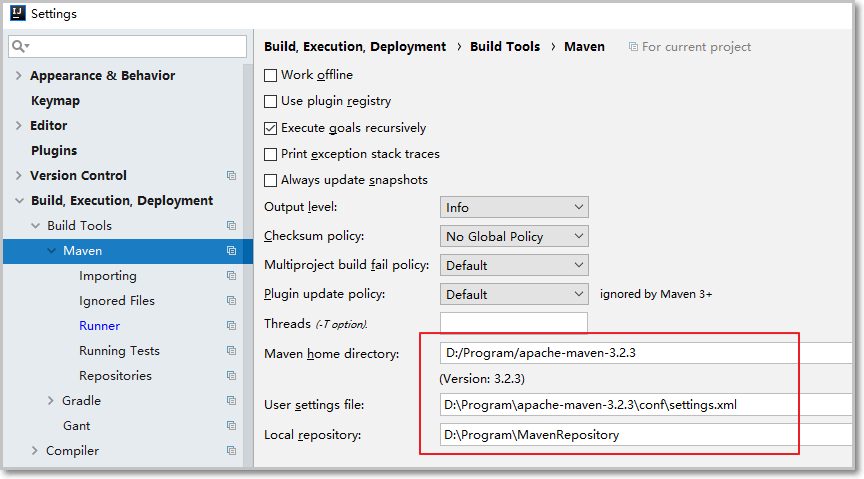 Settings
Appearance & Behavior
Keymap
Editor
Plugins
Version Control
Build, Execution, Deployment
Build Tools
Maven
Importing
Ignored Files
Runner
Running Tests
Repositories
Gradle
Gant
Compiler
Build, Execution, Deployment › Build Tools › Maven For current project
Work offline
Use plugin registry
Execute goals recursively
Print exception stack traces
Always update snapshots
Output level: Info
Checksum policy: No Global Policy
Multiproject build fail policy: Default
Plugin update policy: Default ignored by Maven 3+
Threads (-T option).
Maven home directory: D:/Program/apache-maven-3.2.3
(Version: 3.2.3)
User settings file: D:\Program\apache-maven-3.2.3\conf\settings.xml
Local repository: D:\Program\MavenRepository